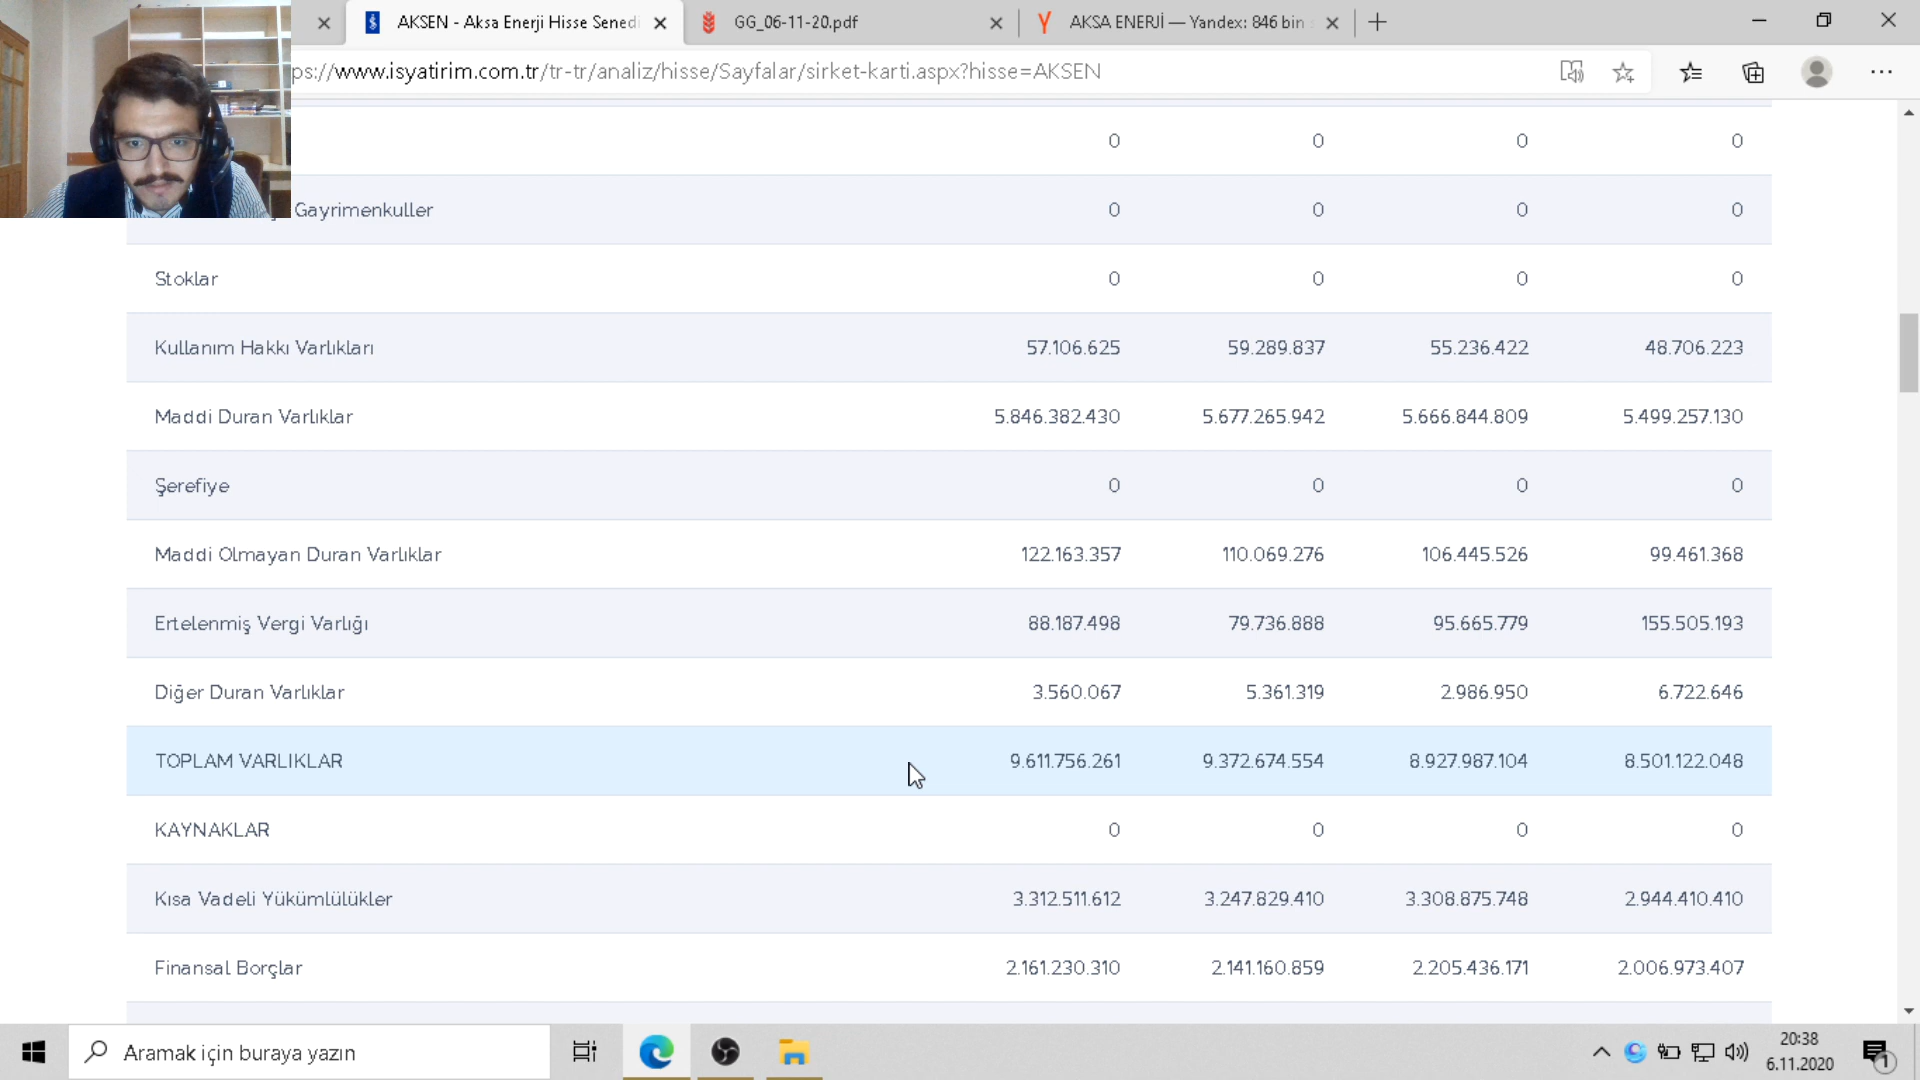 AKSEN - Aksa Enerji Hisse Senedi
GG_06-11-20.pdf
AKSA ENERJİ — Yandex: 846 bin
ps://www.isyatirim.com.tr/tr-tr/analiz/hisse/Sayfalar/sirket-karti.aspx?hisse=AKSEN
0 0 0 0
Gayrimenkuller 0 0 0 0
Stoklar 0 0 0 0
Kullanım Hakkı Varlıkları 57.106.625 59.289.837 55.236.422 48.706.223
Maddi Duran Varlıklar 5.846.382.430 5.677.265.942 5.666.844.809 5.499.257.130
Şerefiye 0 0 0 0
Maddi Olmayan Duran Varlıklar 122.163.357 110.069.276 106.445.526 99.461.368
Ertelenmiş Vergi Varlığı 88.187.498 79.736.888 95.665.779 155.505.193
Diğer Duran Varlıklar 3.560.067 5.361.319 2.986.950 6.722.646
TOPLAM VARLIKLAR 9.611.756.261 9.372.674.554 8.927.987.104 8.501.122.048
KAYNAKLAR 0 0 0 0
Kısa Vadeli Yükümlülükler 3.312.511.612 3.247.829.410 3.308.875.748 2.944.410.410
Finansal Borçlar 2.161.230.310 2.141.160.859 2.205.436.171 2.006.973.407
Aramak için buraya yazın
20:38
6.11.2020
1